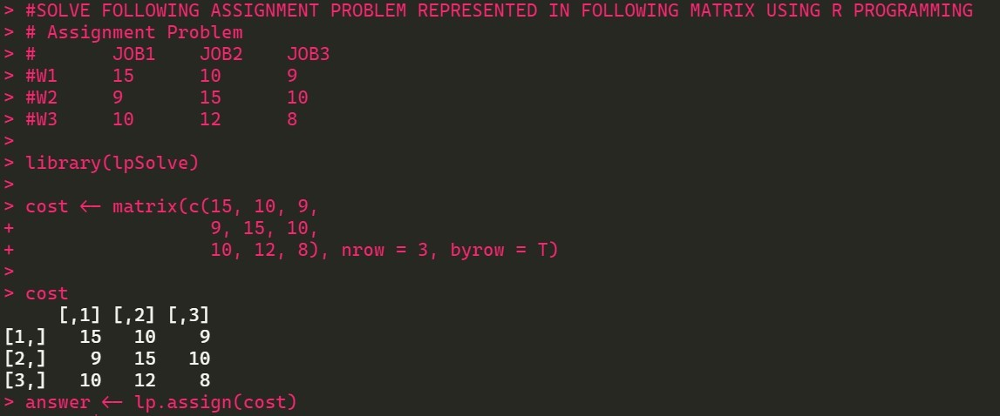 > #SOLVE FOLLOWING ASSIGNMENT PROBLEM REPRESENTED IN FOLLOWING MATRIX USING R PROGRAMMING
> # Assignment Problem
> #       JOB1    JOB2    JOB3
> #W1     15      10      9
> #W2     9       15      10
> #W3     10      12      8
>
> library(lpSolve)
>
> cost <- matrix(c(15, 10, 9,
+                  9, 15, 10,
+                  10, 12, 8), nrow = 3, byrow = T)
>
> cost
     [,1] [,2] [,3]
[1,]   15   10    9
[2,]    9   15   10
[3,]   10   12    8
> answer <- lp.assign(cost)